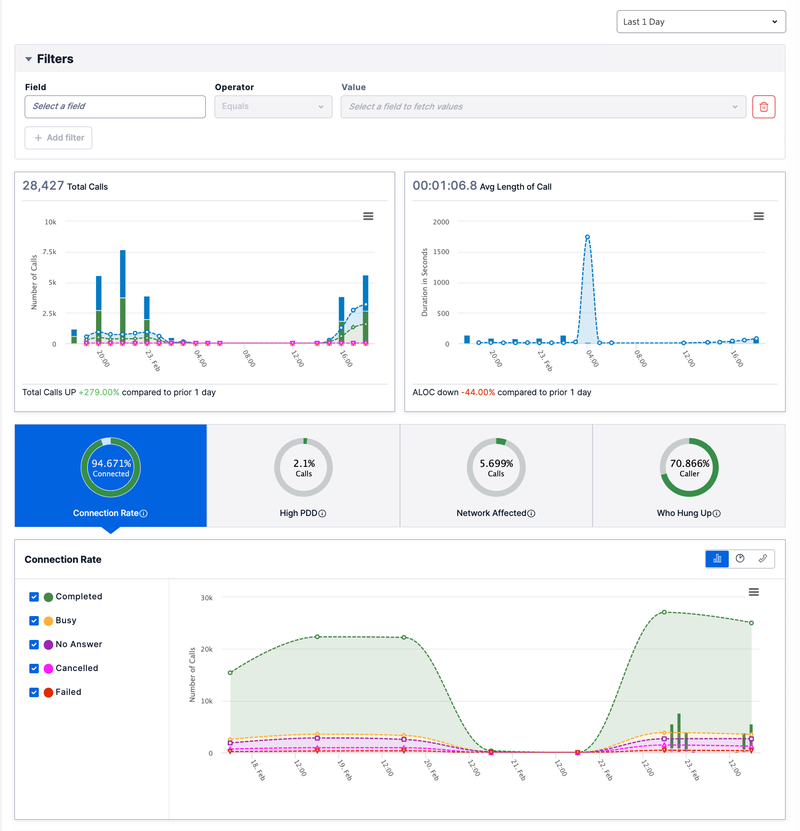 Last 1 Day
Filters
Field
Operator
Value
Select a field
Equals
Select a field to fetch values
Add filter
28,427 Total Calls
10k
7.5k
5k
2.5k
0
Number of Calls
20:00
23 Feb
04:00
08:00
12:00
16:00
Total Calls UP +279.00% compared to prior 1 day
00:01:06.8 Avg Length of Call
2000
1500
1000
500
0
Duration in Seconds
20:00
23. Feb
04:00
08:00
12:00
16:00
ALOC down -44.00% compared to prior 1 day
94.671%
Connected
Connection Rate
2.1%
Calls
High PDD
5.699%
Calls
Network Affected
70.866%
Caller
Who Hung Up
Connection Rate
Completed
Busy
No Answer
Cancelled
Failed
30k
20k
10k
0
Number of Calls
18. Feb
12:00
19. Feb
12:00
20. Feb
12:00
21. Feb
12:00
22. Feb
12:00
23. Feb
12:00